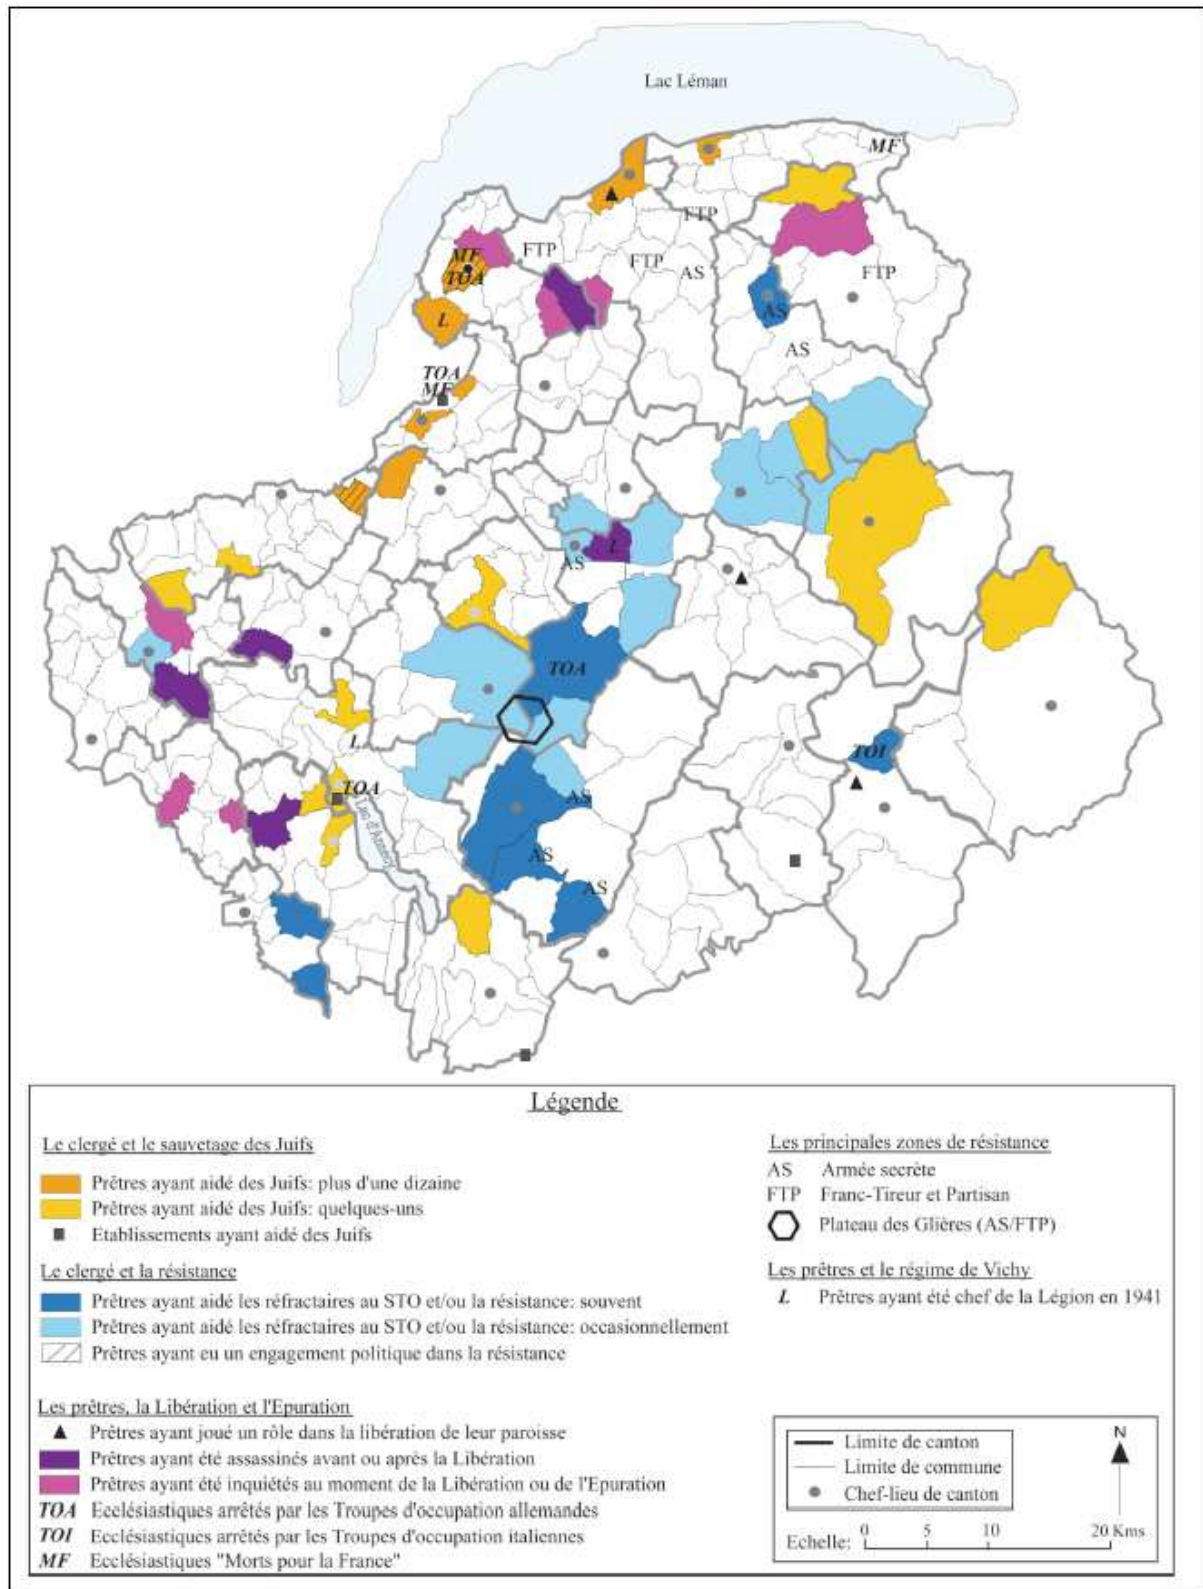 Lac Léman
MF
FTP
FTP
FTP
AS
FTP
MF
TOA
AS
L
AS
TOA
MF
L
AS
TOA
L
TOI
TOA
Lac d'Annecy
AS
AS
AS
Légende
Le clergé et le sauvetage des Juifs
Prêtres ayant aidé des Juifs: plus d'une dizaine
Prêtres ayant aidé des Juifs: quelques-uns
Etablissements ayant aidé des Juifs
Le clergé et la résistance
Prêtres ayant aidé les réfractaires au STO et/ou la résistance: souvent
Prêtres ayant aidé les réfractaires au STO et/ou la résistance: occasionnellement
Prêtres ayant eu un engagement politique dans la résistance
Les prêtres, la Libération et l'Epuration
Prêtres ayant joué un rôle dans la libération de leur paroisse
Prêtres ayant été assassinés avant ou après la Libération
Prêtres ayant été inquiétés au moment de la Libération ou de l'Epuration
TOA Ecclésiastiques arrêtés par les Troupes d'occupation allemandes
TOI Ecclésiastiques arrêtés par les Troupes d'occupation italiennes
MF Ecclésiastiques "Morts pour la France"
Les principales zones de résistance
AS Armée secrète
FTP Franc-Tireur et Partisan
Plateau des Glières (AS/FTP)
Les prêtres et le régime de Vichy
L Prêtres ayant été chef de la Légion en 1941
Limite de canton
Limite de commune
Chef-lieu de canton
N
Echelle: 0 5 10 20 Kms